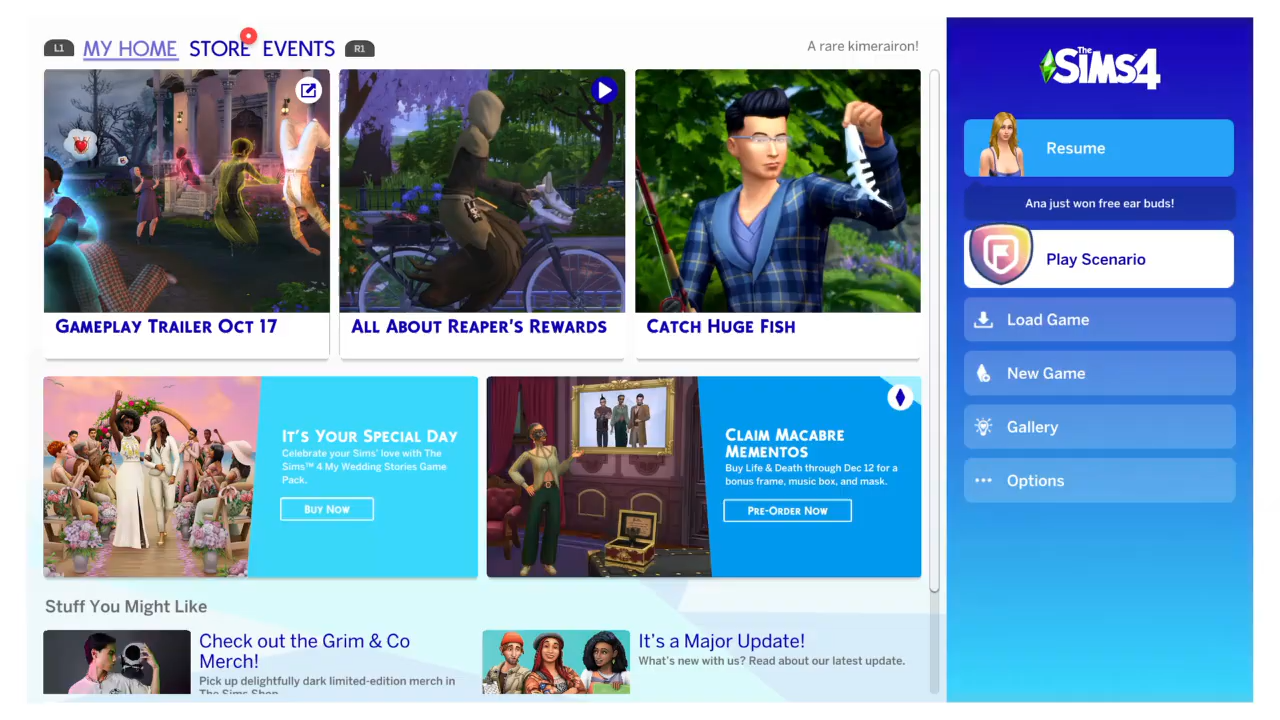 L1 MY HOME STORE EVENTS R1
A rare kimerairon!
GAMEPLAY TRAILER OCT 17
ALL ABOUT REAPER'S REWARDS
CATCH HUGE FISH
IT'S YOUR SPECIAL DAY
Celebrate your Sims' love with The
Sims™ 4 My Wedding Stories Game
Pack.
BUY NOW
CLAIM MACABRE
MEMENTOS
Buy Life & Death through Dec 12 for a
bonus frame, music box, and mask.
PRE-ORDER NOW
Stuff You Might Like
Check out the Grim & Co
Merch!
Pick up delightfully dark limited-edition merch in
The Sims Shop
It's a Major Update!
What's new with us? Read about our latest update.
The SIMS 4
Resume
Ana just won free ear buds!
Play Scenario
Load Game
New Game
Gallery
Options